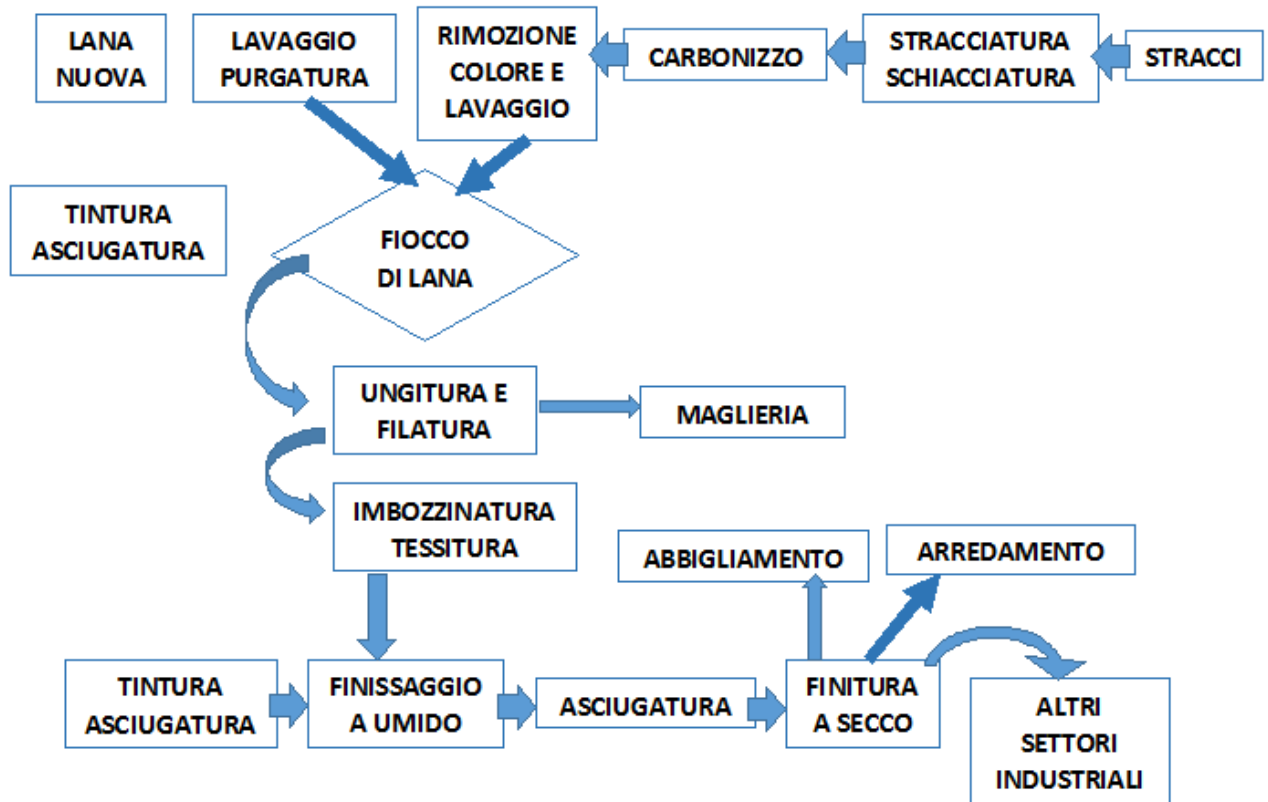 LANA
NUOVA
LAVAGGIO
PURGATURA
RIMOZIONE
COLORE E
LAVAGGIO
CARBONIZZO
STRACCIATURA
SCHIACCIATURA
STRACCI
TINTURA
ASCIUGATURA
FIOCCO
DI LANA
UNGITURA E
FILATURA
MAGLIERIA
IMBOZZINATURA
TESSITURA
ABBIGLIAMENTO
ARREDAMENTO
TINTURA
ASCIUGATURA
FINISSAGGIO
A UMIDO
ASCIUGATURA
FINITURA
A SECCO
ALTRI
SETTORI
INDUSTRIALI